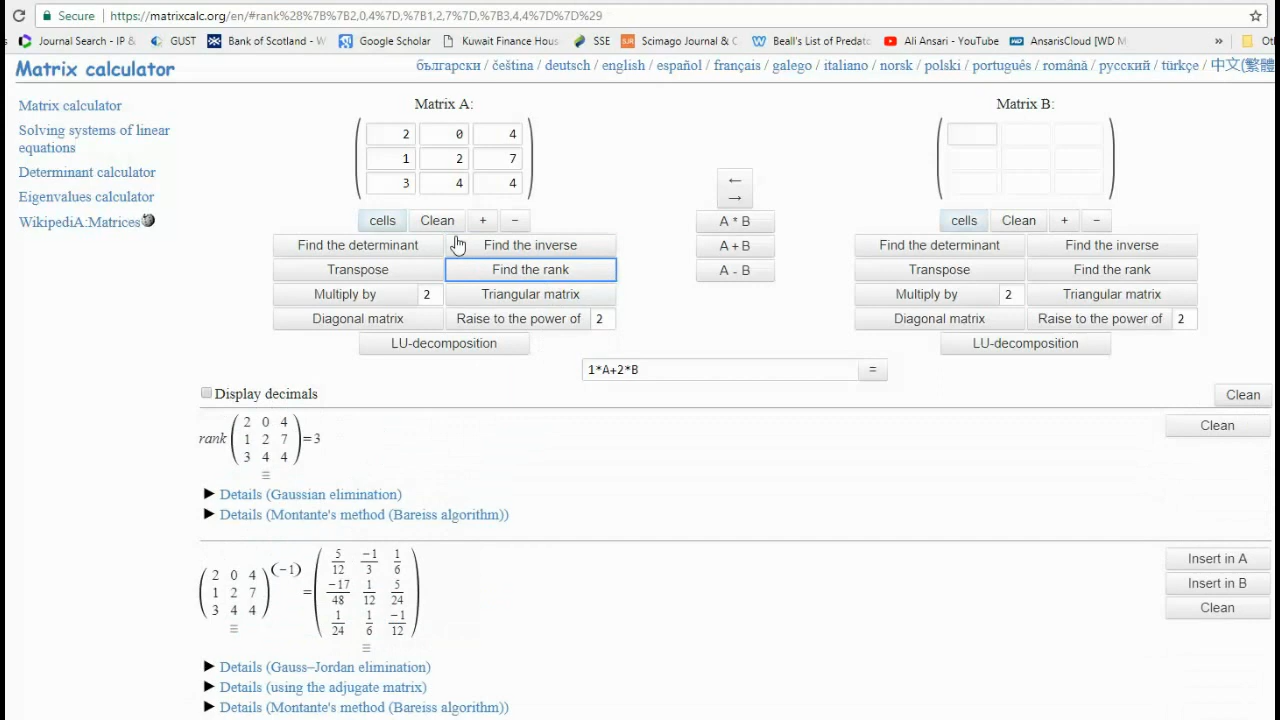 Secure https://matrixcalc.org/en/#rank%28%7B%7B2,0,4%7D,%7B1,2,7%7D,%7B3,4,4%7D%7D%29
Journal Search - IP & GUST Bank of Scotland - W Google Scholar Kuwait Finance Hous SSE Scimago Journal & C Beall's List of Predato Al Ansari - YouTube AnsarisCloud [WD M » Oth
Matrix calculator
български / čeština / deutsch / english / español / français / galego / italiano / norsk / polski / português / română / русский / türkçe / 中文(繁體
Matrix calculator
Solving systems of linear
equations
Determinant calculator
Eigenvalues calculator
WikipediA:Matrices
Matrix A:
2 0 4
1 2 7
3 4 4
cells Clean + −
Find the determinant Find the inverse
Transpose Find the rank
Multiply by 2 Triangular matrix
Diagonal matrix Raise to the power of 2
LU-decomposition
←
→
A * B
A + B
A - B
Matrix B:
cells Clean + −
Find the determinant Find the inverse
Transpose Find the rank
Multiply by 2 Triangular matrix
Diagonal matrix Raise to the power of 2
LU-decomposition
1*A+2*B =
Display decimals Clean
rank ( 2 0 4
1 2 7
3 4 4 ) = 3
Clean
Details (Gaussian elimination)
Details (Montante's method (Bareiss algorithm))
( 2 0 4
1 2 7
3 4 4 ) (−1) = ( 5/12 −1/3 1/6
−17/48 1/12 5/24
1/24 1/6 −1/12 )
Insert in A
Insert in B
Clean
Details (Gauss–Jordan elimination)
Details (using the adjugate matrix)
Details (Montante's method (Bareiss algorithm))